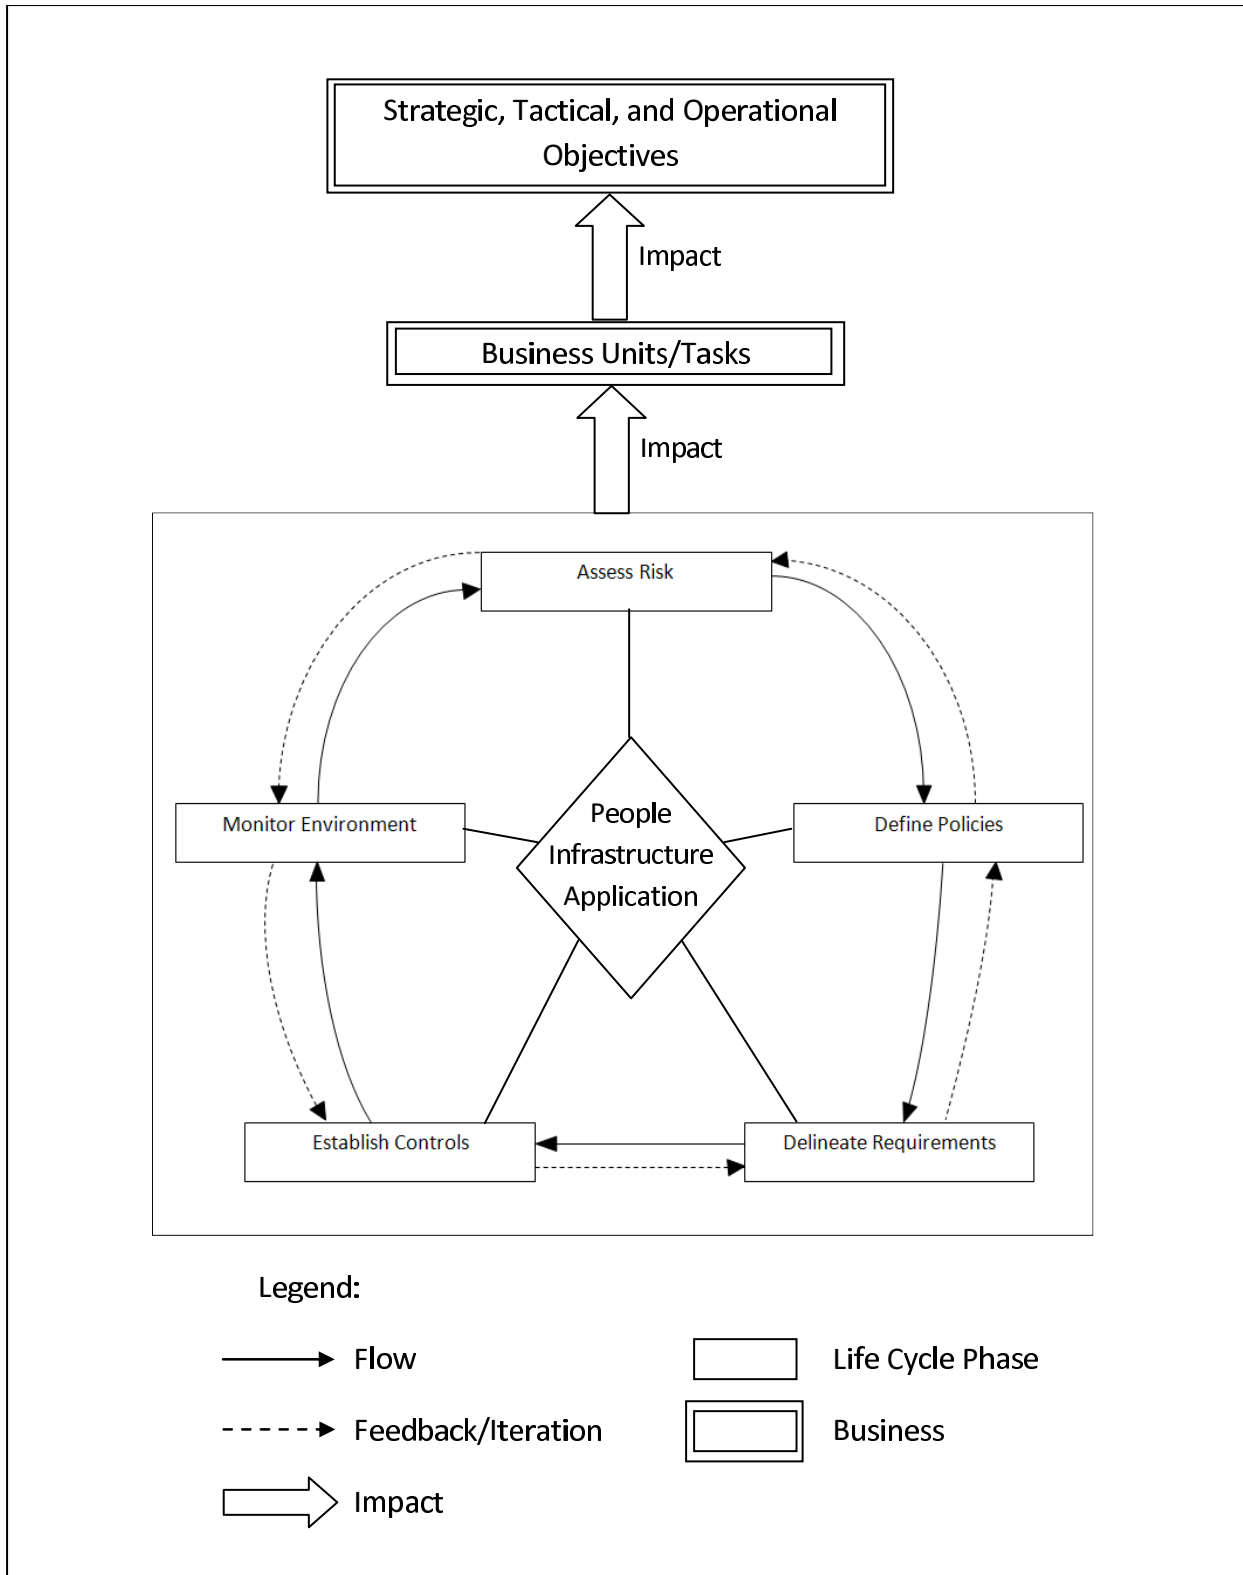 Strategic, Tactical, and Operational
Objectives
Impact
Business Units/Tasks
Impact
Assess Risk
Monitor Environment
People
Infrastructure
Application
Define Policies
Establish Controls
Delineate Requirements
Legend:
Flow
Life Cycle Phase
Feedback/Iteration
Business
Impact